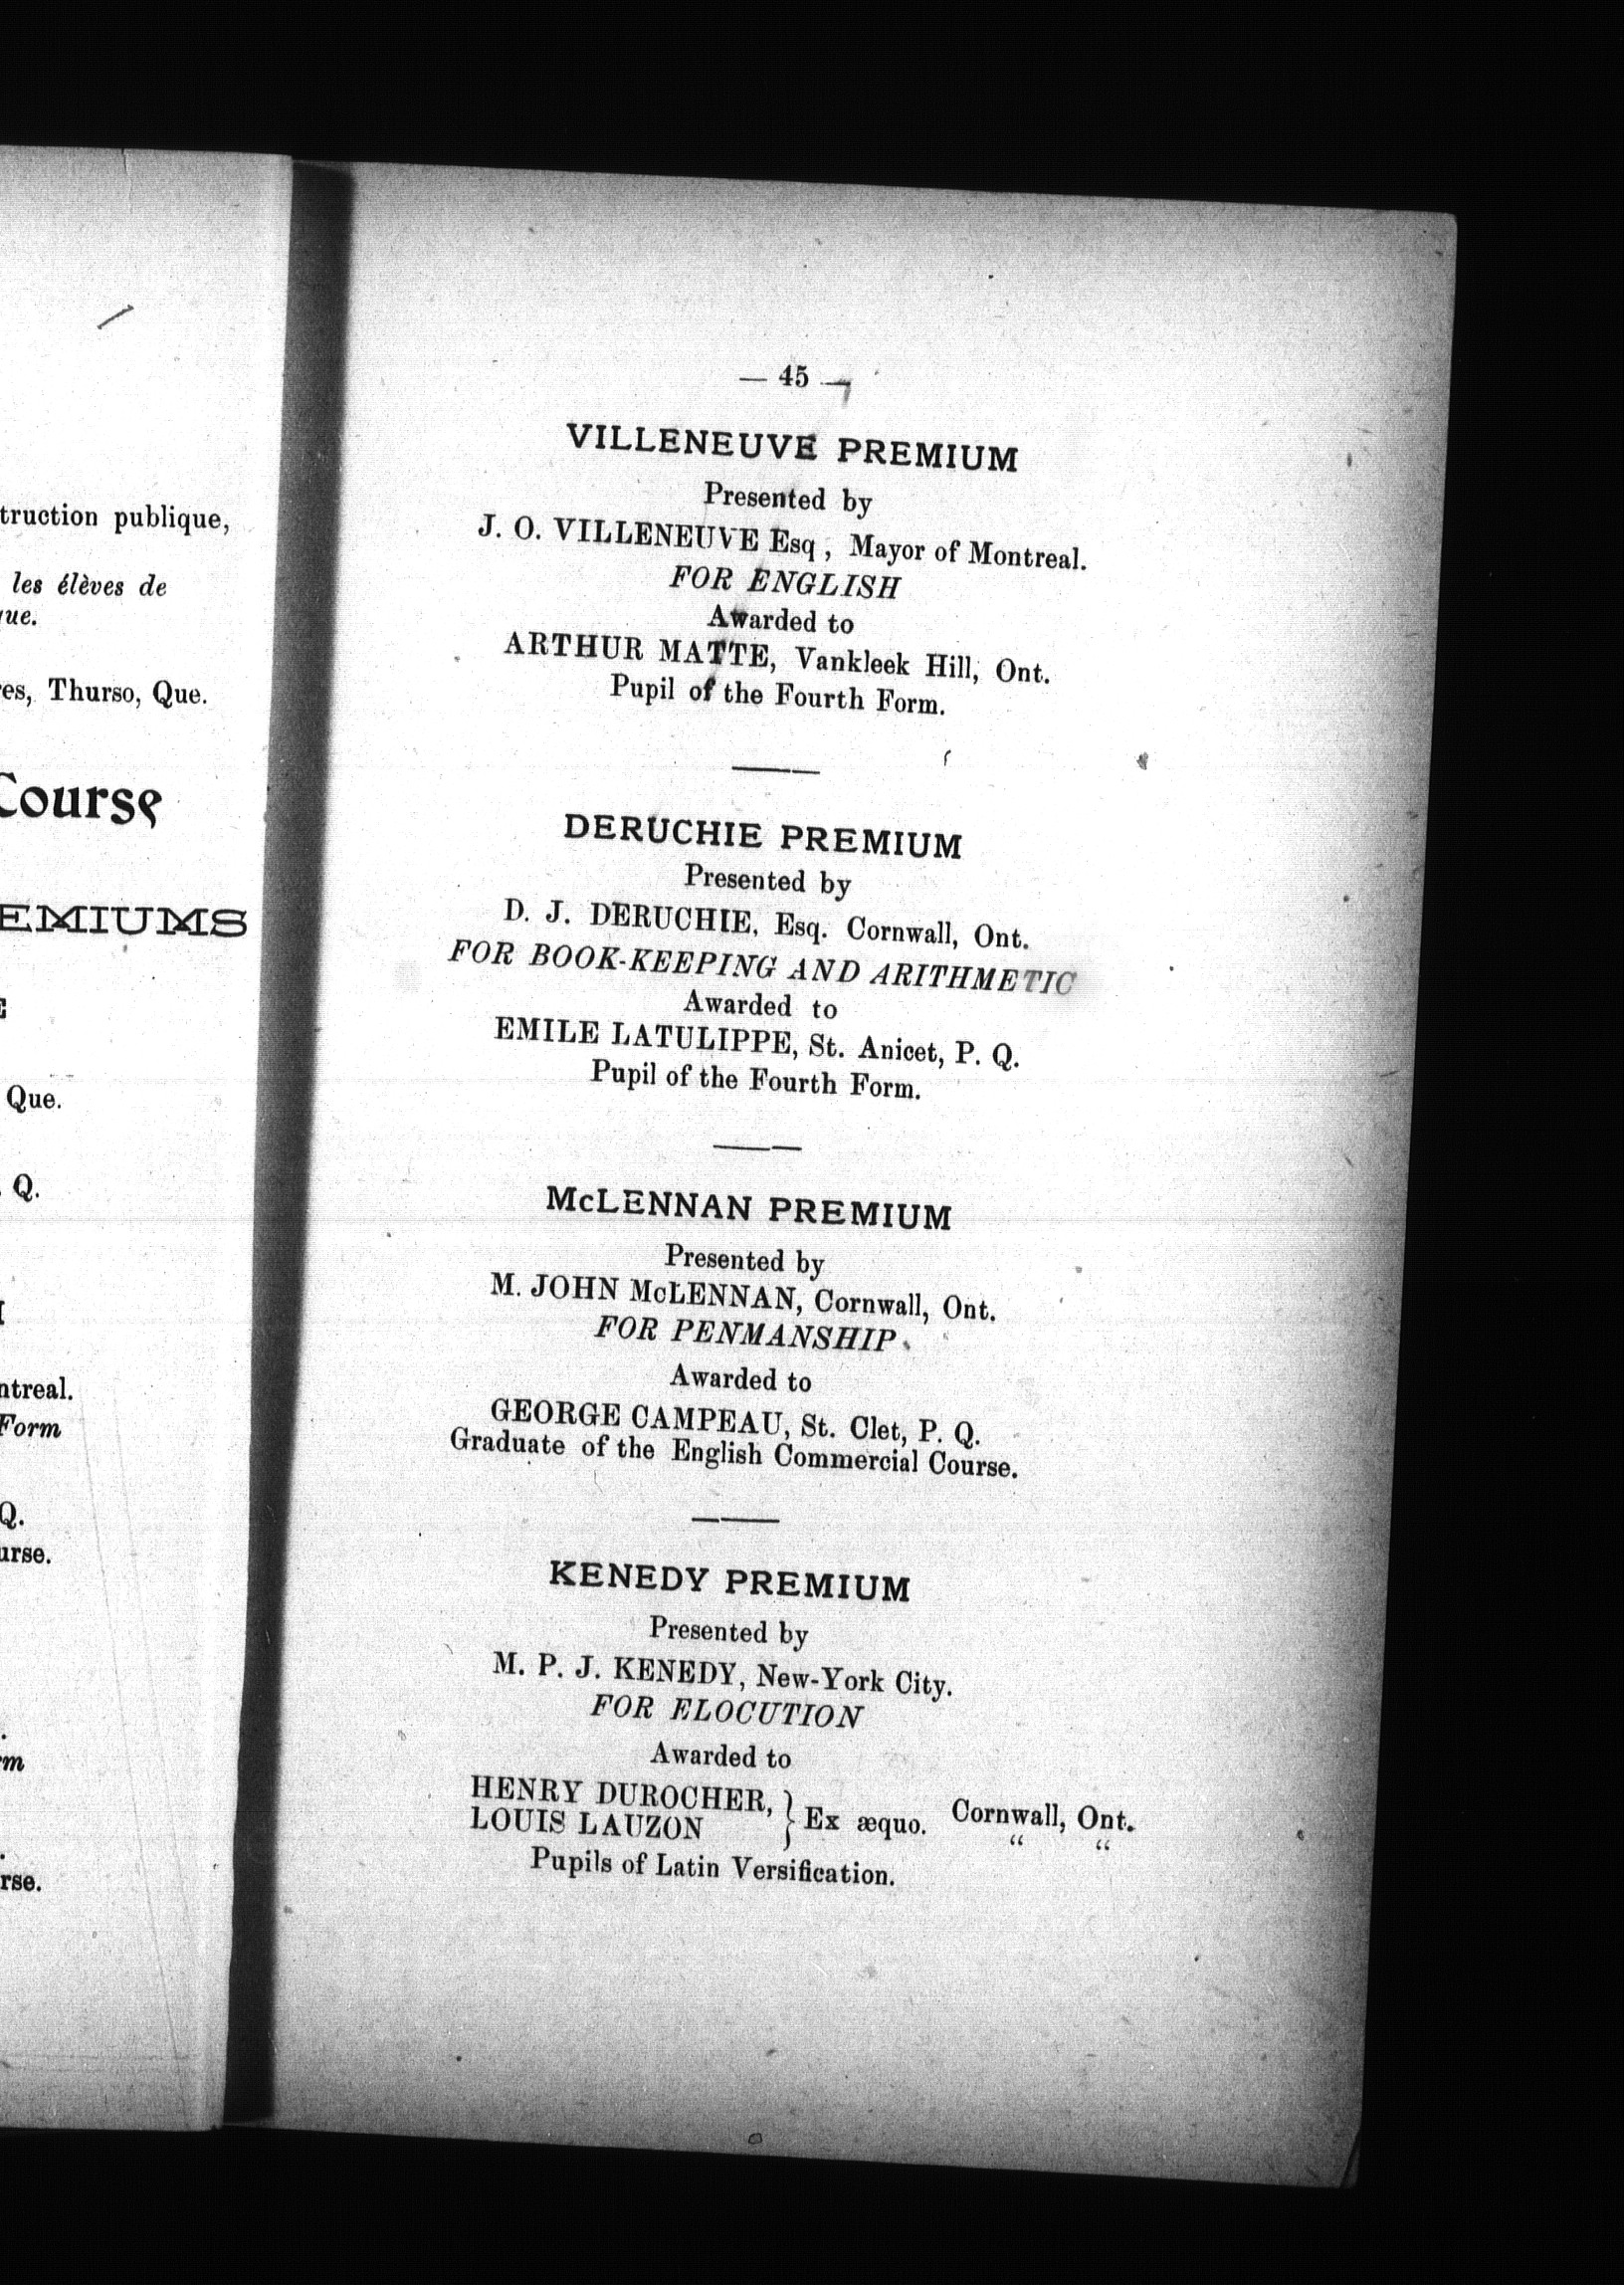 truction publique,
les élèves de
que.
es, Thurso, Que.
Course
EMIUMS
Que.
Q.
ntreal.
Form
Q.
urse.
rm
rse.
— 45 —
VILLENEUVE PREMIUM
Presented by
J. O. VILLENEUVE Esq, Mayor of Montreal.
FOR ENGLISH
Awarded to
ARTHUR MATTE, Vankleek Hill, Ont.
Pupil of the Fourth Form.
DERUCHIE PREMIUM
Presented by
D. J. DERUCHIE, Esq. Cornwall, Ont.
FOR BOOK-KEEPING AND ARITHMETIC
Awarded to
EMILE LATULIPPE, St. Anicet, P. Q.
Pupil of the Fourth Form.
McLENNAN PREMIUM
Presented by
M. JOHN McLENNAN, Cornwall, Ont.
FOR PENMANSHIP
Awarded to
GEORGE CAMPEAU, St. Clet, P. Q.
Graduate of the English Commercial Course.
KENEDY PREMIUM
Presented by
M. P. J. KENEDY, New-York City.
FOR ELOCUTION
Awarded to
HENRY DUROCHER, } Ex æquo. Cornwall, Ont.
LOUIS LAUZON “ “
Pupils of Latin Versification.